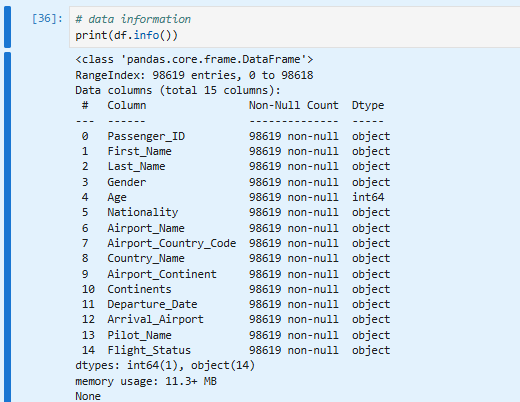 [36]: # data information
print(df.info())
<class 'pandas.core.frame.DataFrame'>
RangeIndex: 98619 entries, 0 to 98618
Data columns (total 15 columns):
 #   Column                Non-Null Count  Dtype
---  ------                --------------  -----
 0   Passenger_ID          98619 non-null  object
 1   First_Name            98619 non-null  object
 2   Last_Name             98619 non-null  object
 3   Gender                98619 non-null  object
 4   Age                   98619 non-null  int64
 5   Nationality           98619 non-null  object
 6   Airport_Name          98619 non-null  object
 7   Airport_Country_Code  98619 non-null  object
 8   Country_Name          98619 non-null  object
 9   Airport_Continent     98619 non-null  object
 10  Continents            98619 non-null  object
 11  Departure_Date        98619 non-null  object
 12  Arrival_Airport       98619 non-null  object
 13  Pilot_Name            98619 non-null  object
 14  Flight_Status         98619 non-null  object
dtypes: int64(1), object(14)
memory usage: 11.3+ MB
None